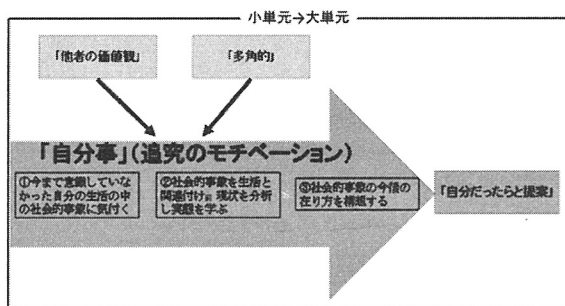 小単元→大単元
「他者の価値観」
「多角的」
「自分事」(追究のモチベーション)
①今まで意識していな
かった自分の生活の中
の社会的事象に気付く
②社会的事象を生活と
関連付け 現状を分析
し実態を学ぶ
③社会的事象の今後の
在り方を構想する
「自分だったらと提案」